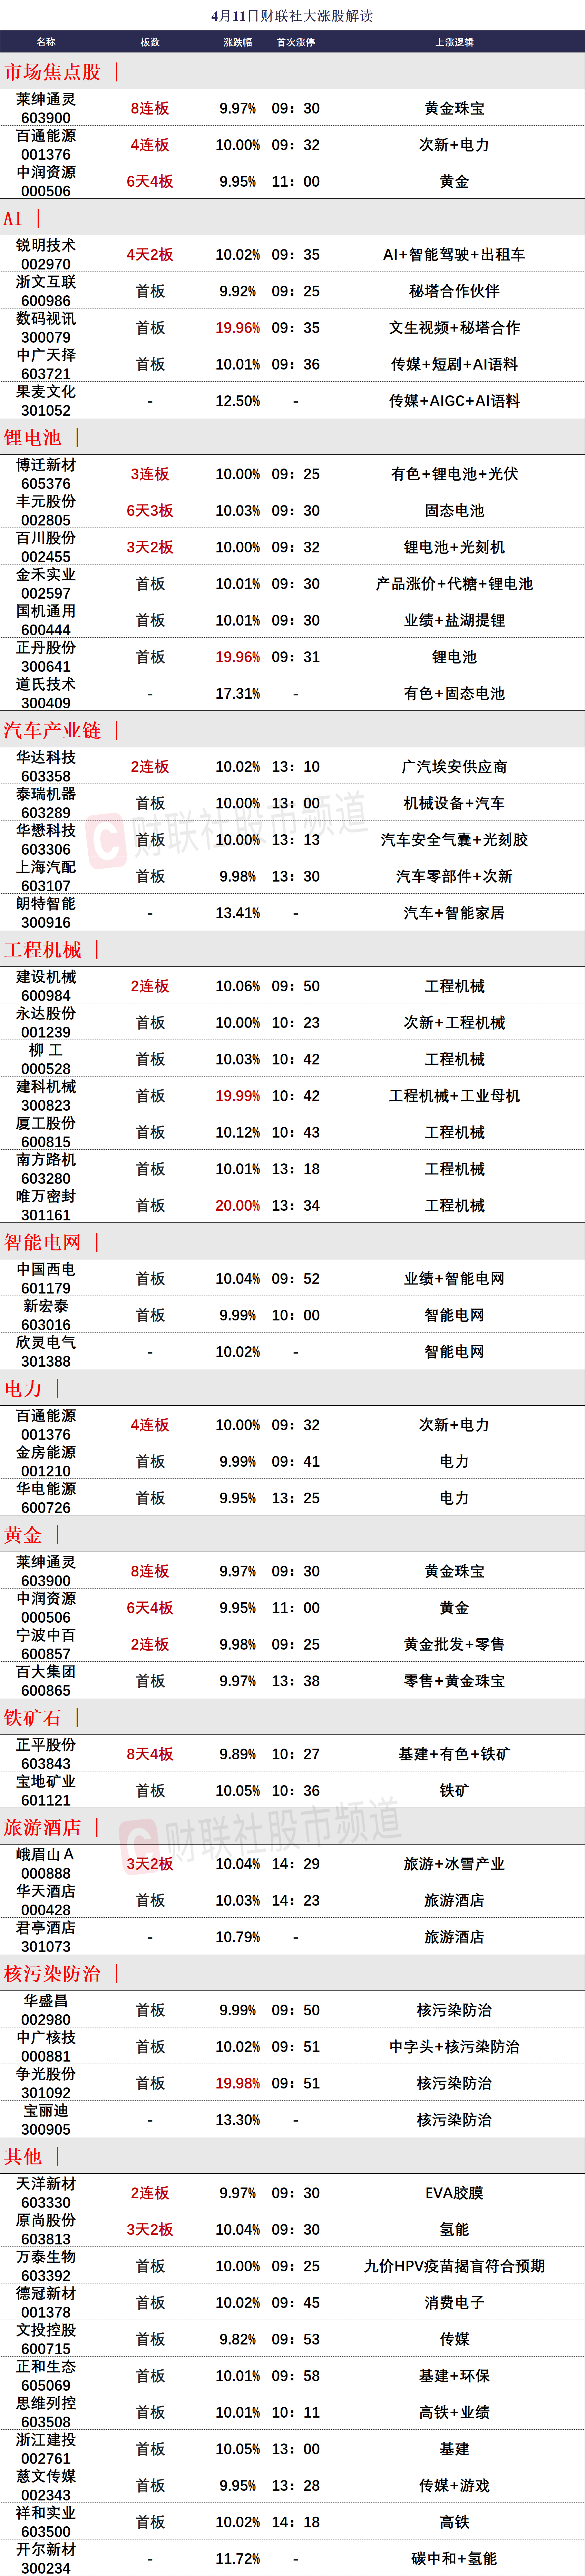 4月11日财联社大涨股解读
名称 板数 涨跌幅 首次涨停 上涨逻辑
市场焦点股 |
莱绅通灵
603900 8连板 9.97% 09：30 黄金珠宝
百通能源
001376 4连板 10.00% 09：32 次新+电力
中润资源
000506 6天4板 9.95% 11：00 黄金
AI |
锐明技术
002970 4天2板 10.02% 09：35 AI+智能驾驶+出租车
浙文互联
600986 首板 9.92% 09：25 秘塔合作伙伴
数码视讯
300079 首板 19.96% 09：35 文生视频+秘塔合作
中广天择
603721 首板 10.01% 09：36 传媒+短剧+AI语料
果麦文化
301052 - 12.50% - 传媒+AIGC+AI语料
锂电池 |
博迁新材
605376 3连板 10.00% 09：25 有色+锂电池+光伏
丰元股份
002805 6天3板 10.03% 09：30 固态电池
百川股份
002455 3天2板 10.00% 09：32 锂电池+光刻机
金禾实业
002597 首板 10.01% 09：30 产品涨价+代糖+锂电池
国机通用
600444 首板 10.01% 09：30 业绩+盐湖提锂
正丹股份
300641 首板 19.96% 09：31 锂电池
道氏技术
300409 - 17.31% - 有色+固态电池
汽车产业链 |
华达科技
603358 2连板 10.02% 13：10 广汽埃安供应商
泰瑞机器
603289 首板 10.00% 13：00 机械设备+汽车
华懋科技
603306 首板 10.00% 13：13 汽车安全气囊+光刻胶
上海汽配
603107 首板 9.98% 13：30 汽车零部件+次新
朗特智能
300916 - 13.41% - 汽车+智能家居
财联社股市频道
工程机械 |
建设机械
600984 2连板 10.06% 09：50 工程机械
永达股份
001239 首板 10.00% 10：23 次新+工程机械
柳 工
000528 首板 10.03% 10：42 工程机械
建科机械
300823 首板 19.99% 10：42 工程机械+工业母机
厦工股份
600815 首板 10.12% 10：43 工程机械
南方路机
603280 首板 10.01% 13：18 工程机械
唯万密封
301161 首板 20.00% 13：34 工程机械
智能电网 |
中国西电
601179 首板 10.04% 09：52 业绩+智能电网
新宏泰
603016 首板 9.99% 10：00 智能电网
欣灵电气
301388 - 10.02% - 智能电网
电力 |
百通能源
001376 4连板 10.00% 09：32 次新+电力
金房能源
001210 首板 9.99% 09：41 电力
华电能源
600726 首板 9.95% 13：25 电力
黄金 |
莱绅通灵
603900 8连板 9.97% 09：30 黄金珠宝
中润资源
000506 6天4板 9.95% 11：00 黄金
宁波中百
600857 2连板 9.98% 09：25 黄金批发+零售
百大集团
600865 首板 9.97% 13：38 零售+黄金珠宝
铁矿石 |
正平股份
603843 8天4板 9.89% 10：27 基建+有色+铁矿
宝地矿业
601121 首板 10.05% 10：36 铁矿
旅游酒店 |
财联社股市频道
峨眉山Ａ
000888 3天2板 10.04% 14：29 旅游+冰雪产业
华天酒店
000428 首板 10.03% 14：23 旅游酒店
君亭酒店
301073 - 10.79% - 旅游酒店
核污染防治 |
华盛昌
002980 首板 9.99% 09：50 核污染防治
中广核技
000881 首板 10.02% 09：51 中字头+核污染防治
争光股份
301092 首板 19.98% 09：51 核污染防治
宝丽迪
300905 - 13.30% - 核污染防治
其他 |
天洋新材
603330 2连板 9.97% 09：30 EVA胶膜
原尚股份
603813 3天2板 10.04% 09：30 氢能
万泰生物
603392 首板 10.00% 09：25 九价HPV疫苗揭盲符合预期
德冠新材
001378 首板 10.02% 09：45 消费电子
文投控股
600715 首板 9.82% 09：53 传媒
正和生态
605069 首板 10.01% 09：58 基建+环保
思维列控
603508 首板 10.01% 10：11 高铁+业绩
浙江建投
002761 首板 10.05% 13：00 基建
慈文传媒
002343 首板 9.95% 13：28 传媒+游戏
祥和实业
603500 首板 10.02% 14：18 高铁
开尔新材
300234 - 11.72% - 碳中和+氢能